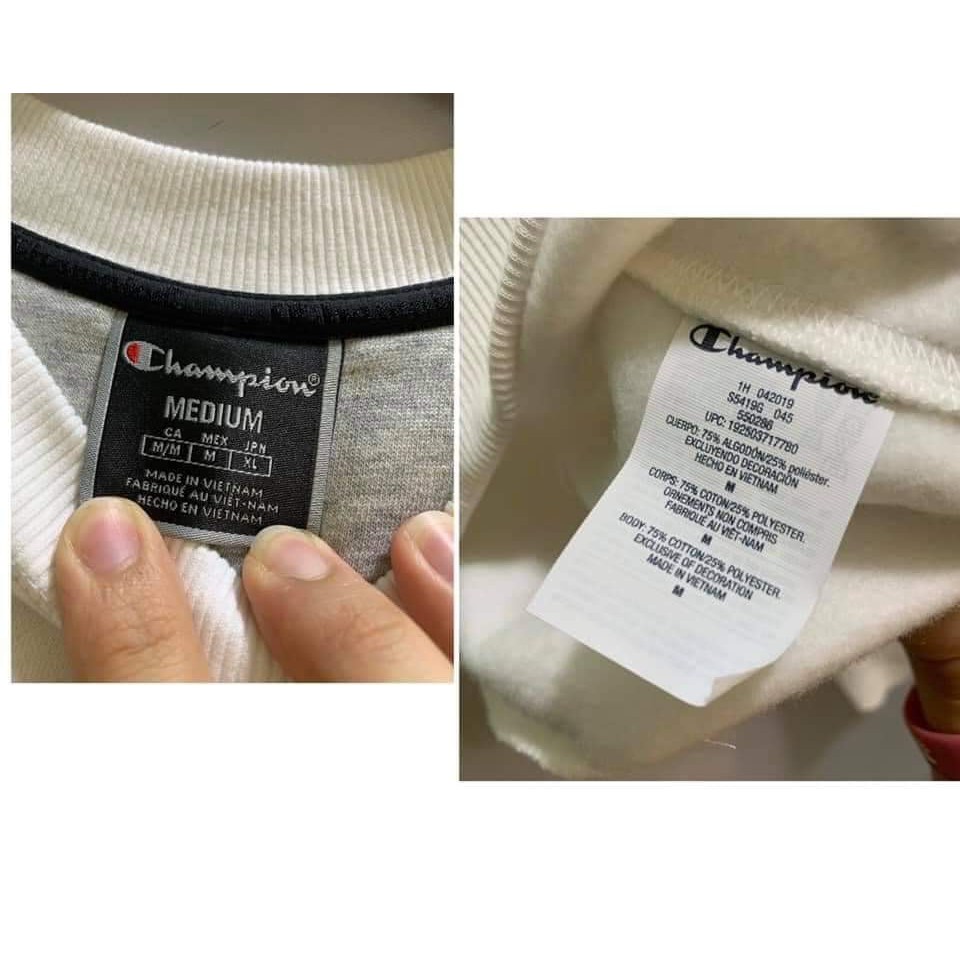 Champion®
MEDIUM
CA MEX JPN
M/M M XL
MADE IN VIETNAM
FABRIQUÉ AU VIÊT-NAM
HECHO EN VIETNAM
Champion
1H 042019
S5419G 045
550286
UPC: 192503717780
CUERPO: 75% ALGODÓN/25% poliéster.
EXCLUYENDO DECORACIÓN
HECHO EN VIETNAM
M
CORPS: 75% COTON/25% POLYESTER.
ORNEMENTS NON COMPRIS
FABRIQUE AU VIET-NAM
M
BODY: 75% COTTON/25% POLYESTER.
EXCLUSIVE OF DECORATION
MADE IN VIETNAM
M